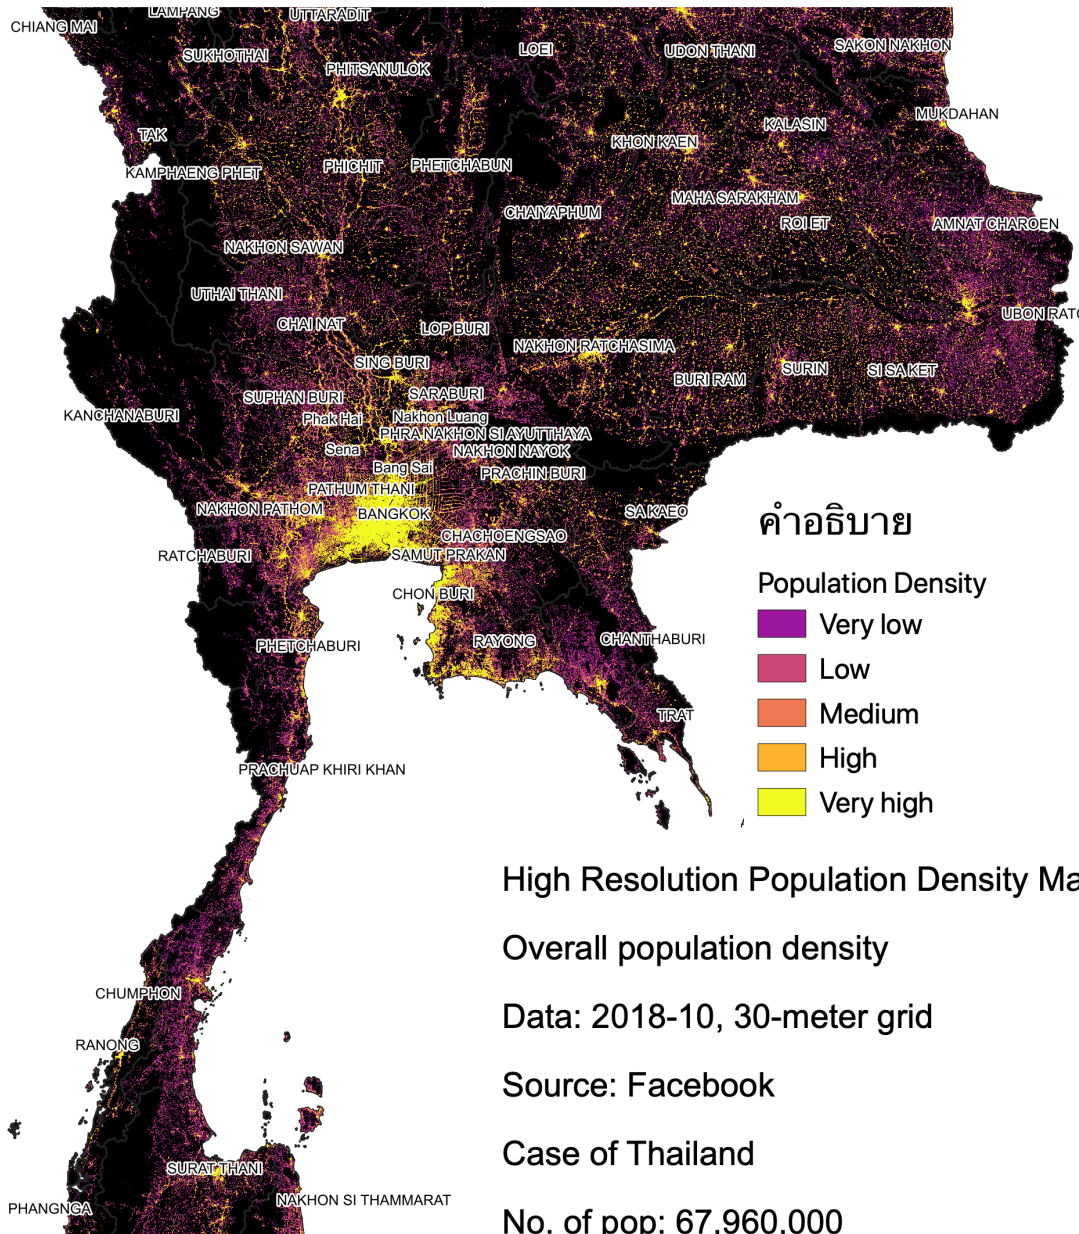 LAMPANG
UTTARADIT
CHIANG MAI
SUKHOTHAI
LOEI
UDON THANI
SAKON NAKHON
PHITSANULOK
MUKDAHAN
TAK
KALASIN
KHON KAEN
KAMPHAENG PHET
PHICHIT
PHETCHABUN
MAHA SARAKHAM
CHAIYAPHUM
ROI ET
AMNAT CHAROEN
NAKHON SAWAN
UTHAI THANI
UBON RATC
CHAI NAT
LOP BURI
NAKHON RATCHASIMA
SING BURI
SURIN
SI SA KET
BURI RAM
SUPHAN BURI
SARABURI
KANCHANABURI
Phak Hai
Nakhon Luang
PHRA NAKHON SI AYUTTHAYA
Sena
NAKHON NAYOK
Bang Sai
PRACHIN BURI
PATHUM THANI
NAKHON PATHOM
BANGKOK
SA KAEO
CHACHOENGSAO
RATCHABURI
SAMUT PRAKAN
CHON BURI
PHETCHABURI
RAYONG
CHANTHABURI
TRAT
PRACHUAP KHIRI KHAN
CHUMPHON
RANONG
SURAT THANI
PHANGNGA
NAKHON SI THAMMARAT
คำอธิบาย
Population Density
Very low
Low
Medium
High
Very high
High Resolution Population Density Ma
Overall population density
Data: 2018-10, 30-meter grid
Source: Facebook
Case of Thailand
No. of pop: 67,960,000